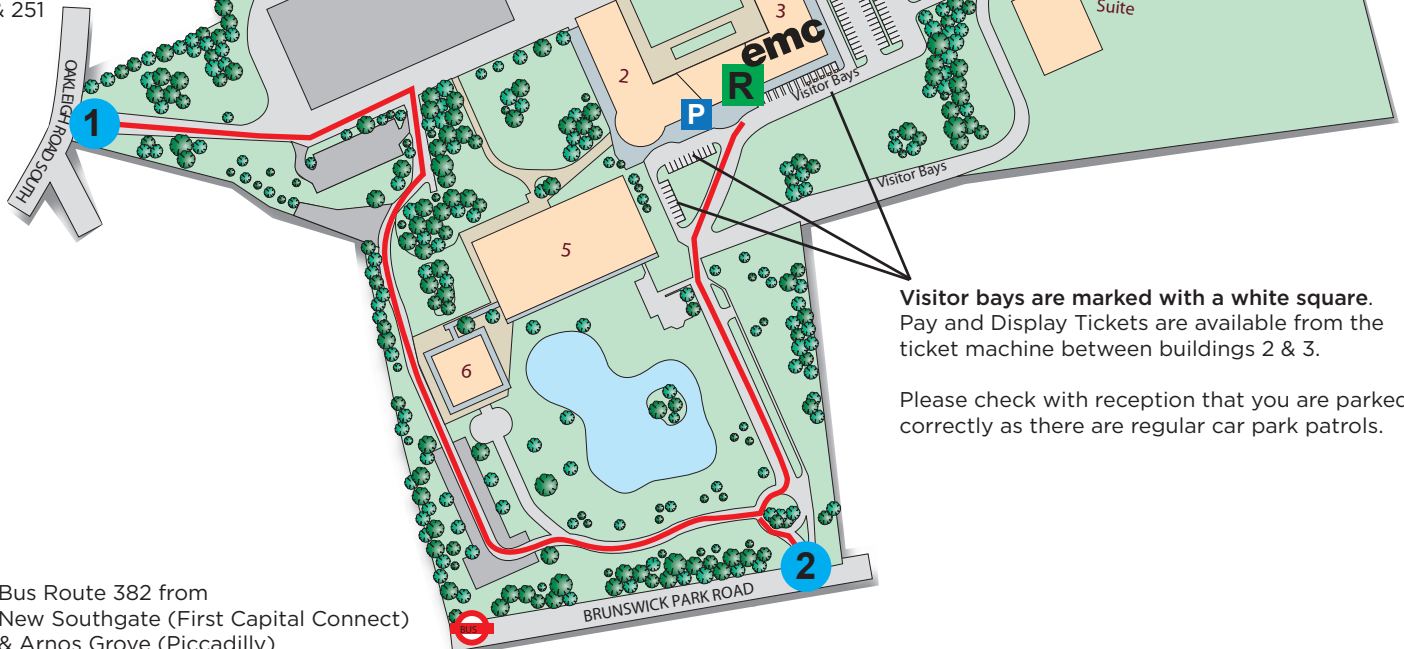 & 251
Suite
3
emc
2
R
Visitor Bays
P
OAKLEIGH ROAD SOUTH
1
Visitor Bays
5
Visitor bays are marked with a white square.
Pay and Display Tickets are available from the
ticket machine between buildings 2 & 3.
Please check with reception that you are parked
correctly as there are regular car park patrols.
6
2
BRUNSWICK PARK ROAD
BUS
Bus Route 382 from
New Southgate (First Capital Connect)
& Arnos Grove (Piccadilly)